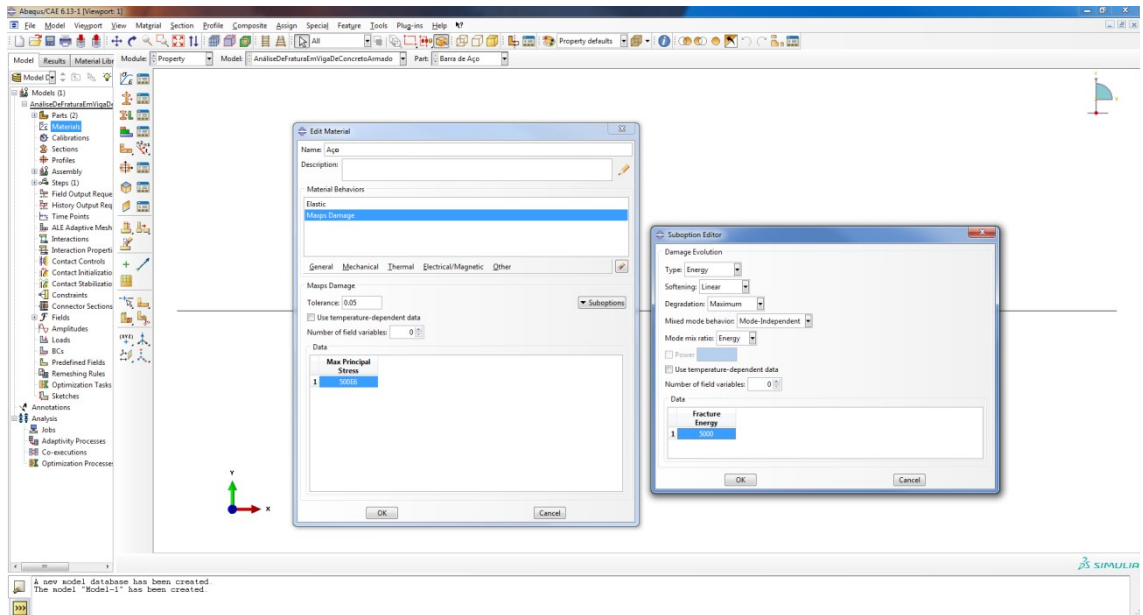 Abaqus/CAE 6.13-1 [Viewport: 1]
File Model Viewport View Material Section Profile Composite Assign Special Feature Tools Plug-ins Help
All
Property defaults
Model Results Material Libr
Module: Property Model: AnáliseDeFraturaEmVigaDeConcretoArmado Part: Barra de Aço
Model D
Models (1)
AnáliseDeFraturaEmVigaDe
Parts (2)
Materials
Calibrations
Sections
Profiles
Assembly
Steps (1)
Field Output Reque
History Output Req
Time Points
ALE Adaptive Mesh
Interactions
Interaction Properti
Contact Controls
Contact Initializatio
Contact Stabilizatio
Constraints
Connector Sections
Fields
Amplitudes
Loads
BCs
Predefined Fields
Remeshing Rules
Optimization Tasks
Sketches
Annotations
Analysis
Jobs
Adaptivity Processes
Co-executions
Optimization Processes
Edit Material
Name: Aço
Description:
Material Behaviors
Elastic
Maxps Damage
General Mechanical Thermal Electrical/Magnetic Other
Maxps Damage
Tolerance: 0.05
Suboptions
Use temperature-dependent data
Number of field variables: 0
Data
Max Principal
Stress
1 500E6
OK Cancel
Suboption Editor
Damage Evolution
Type: Energy
Softening: Linear
Degradation: Maximum
Mixed mode behavior: Mode-Independent
Mode mix ratio: Energy
Power
Use temperature-dependent data
Number of field variables: 0
Data
Fracture
Energy
1 5000
OK Cancel
Y
X
SIMULIA
A new model database has been created.
The model "Model-1" has been created.
>>>